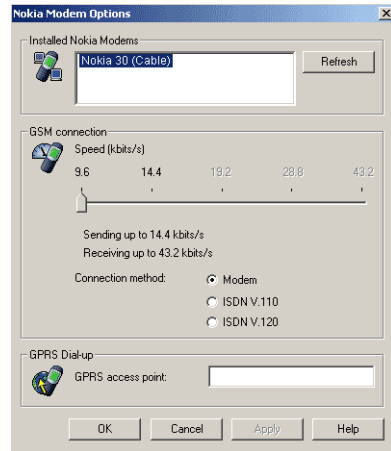 Nokia Modem Options
Installed Nokia Modems
Nokia 30 (Cable)
Refresh
GSM connection
Speed (kbits/s)
9.6 14.4 19.2 28.8 43.2
Sending up to 14.4 kbits/s
Receiving up to 43.2 kbits/s
Connection method:
Modem
ISDN V.110
ISDN V.120
GPRS Dial-up
GPRS access point:
OK Cancel Apply Help